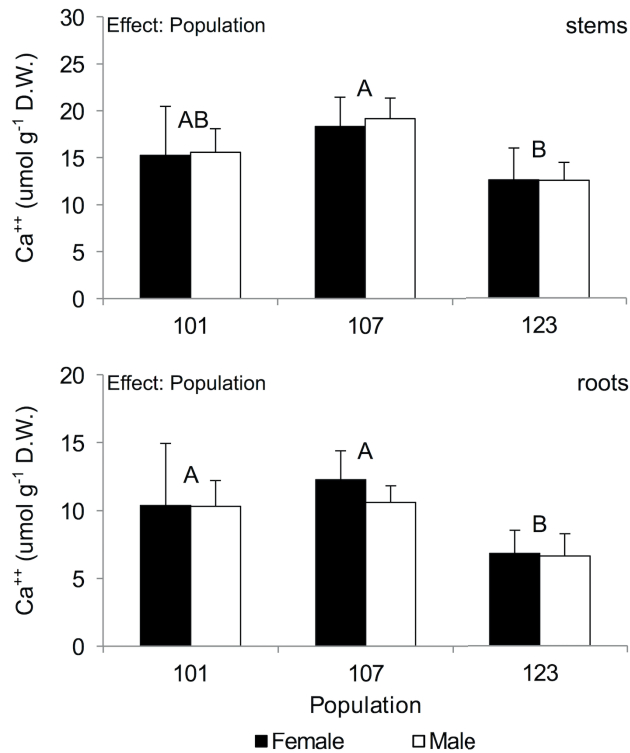 Effect: Population stems
30
25
20
15
10
5
0
Ca⁺⁺ (umol g⁻¹ D.W.)
AB
A
B
101 107 123
Effect: Population roots
20
15
10
5
0
Ca⁺⁺ (umol g⁻¹ D.W.)
A
A
B
101 107 123
Population
Female Male